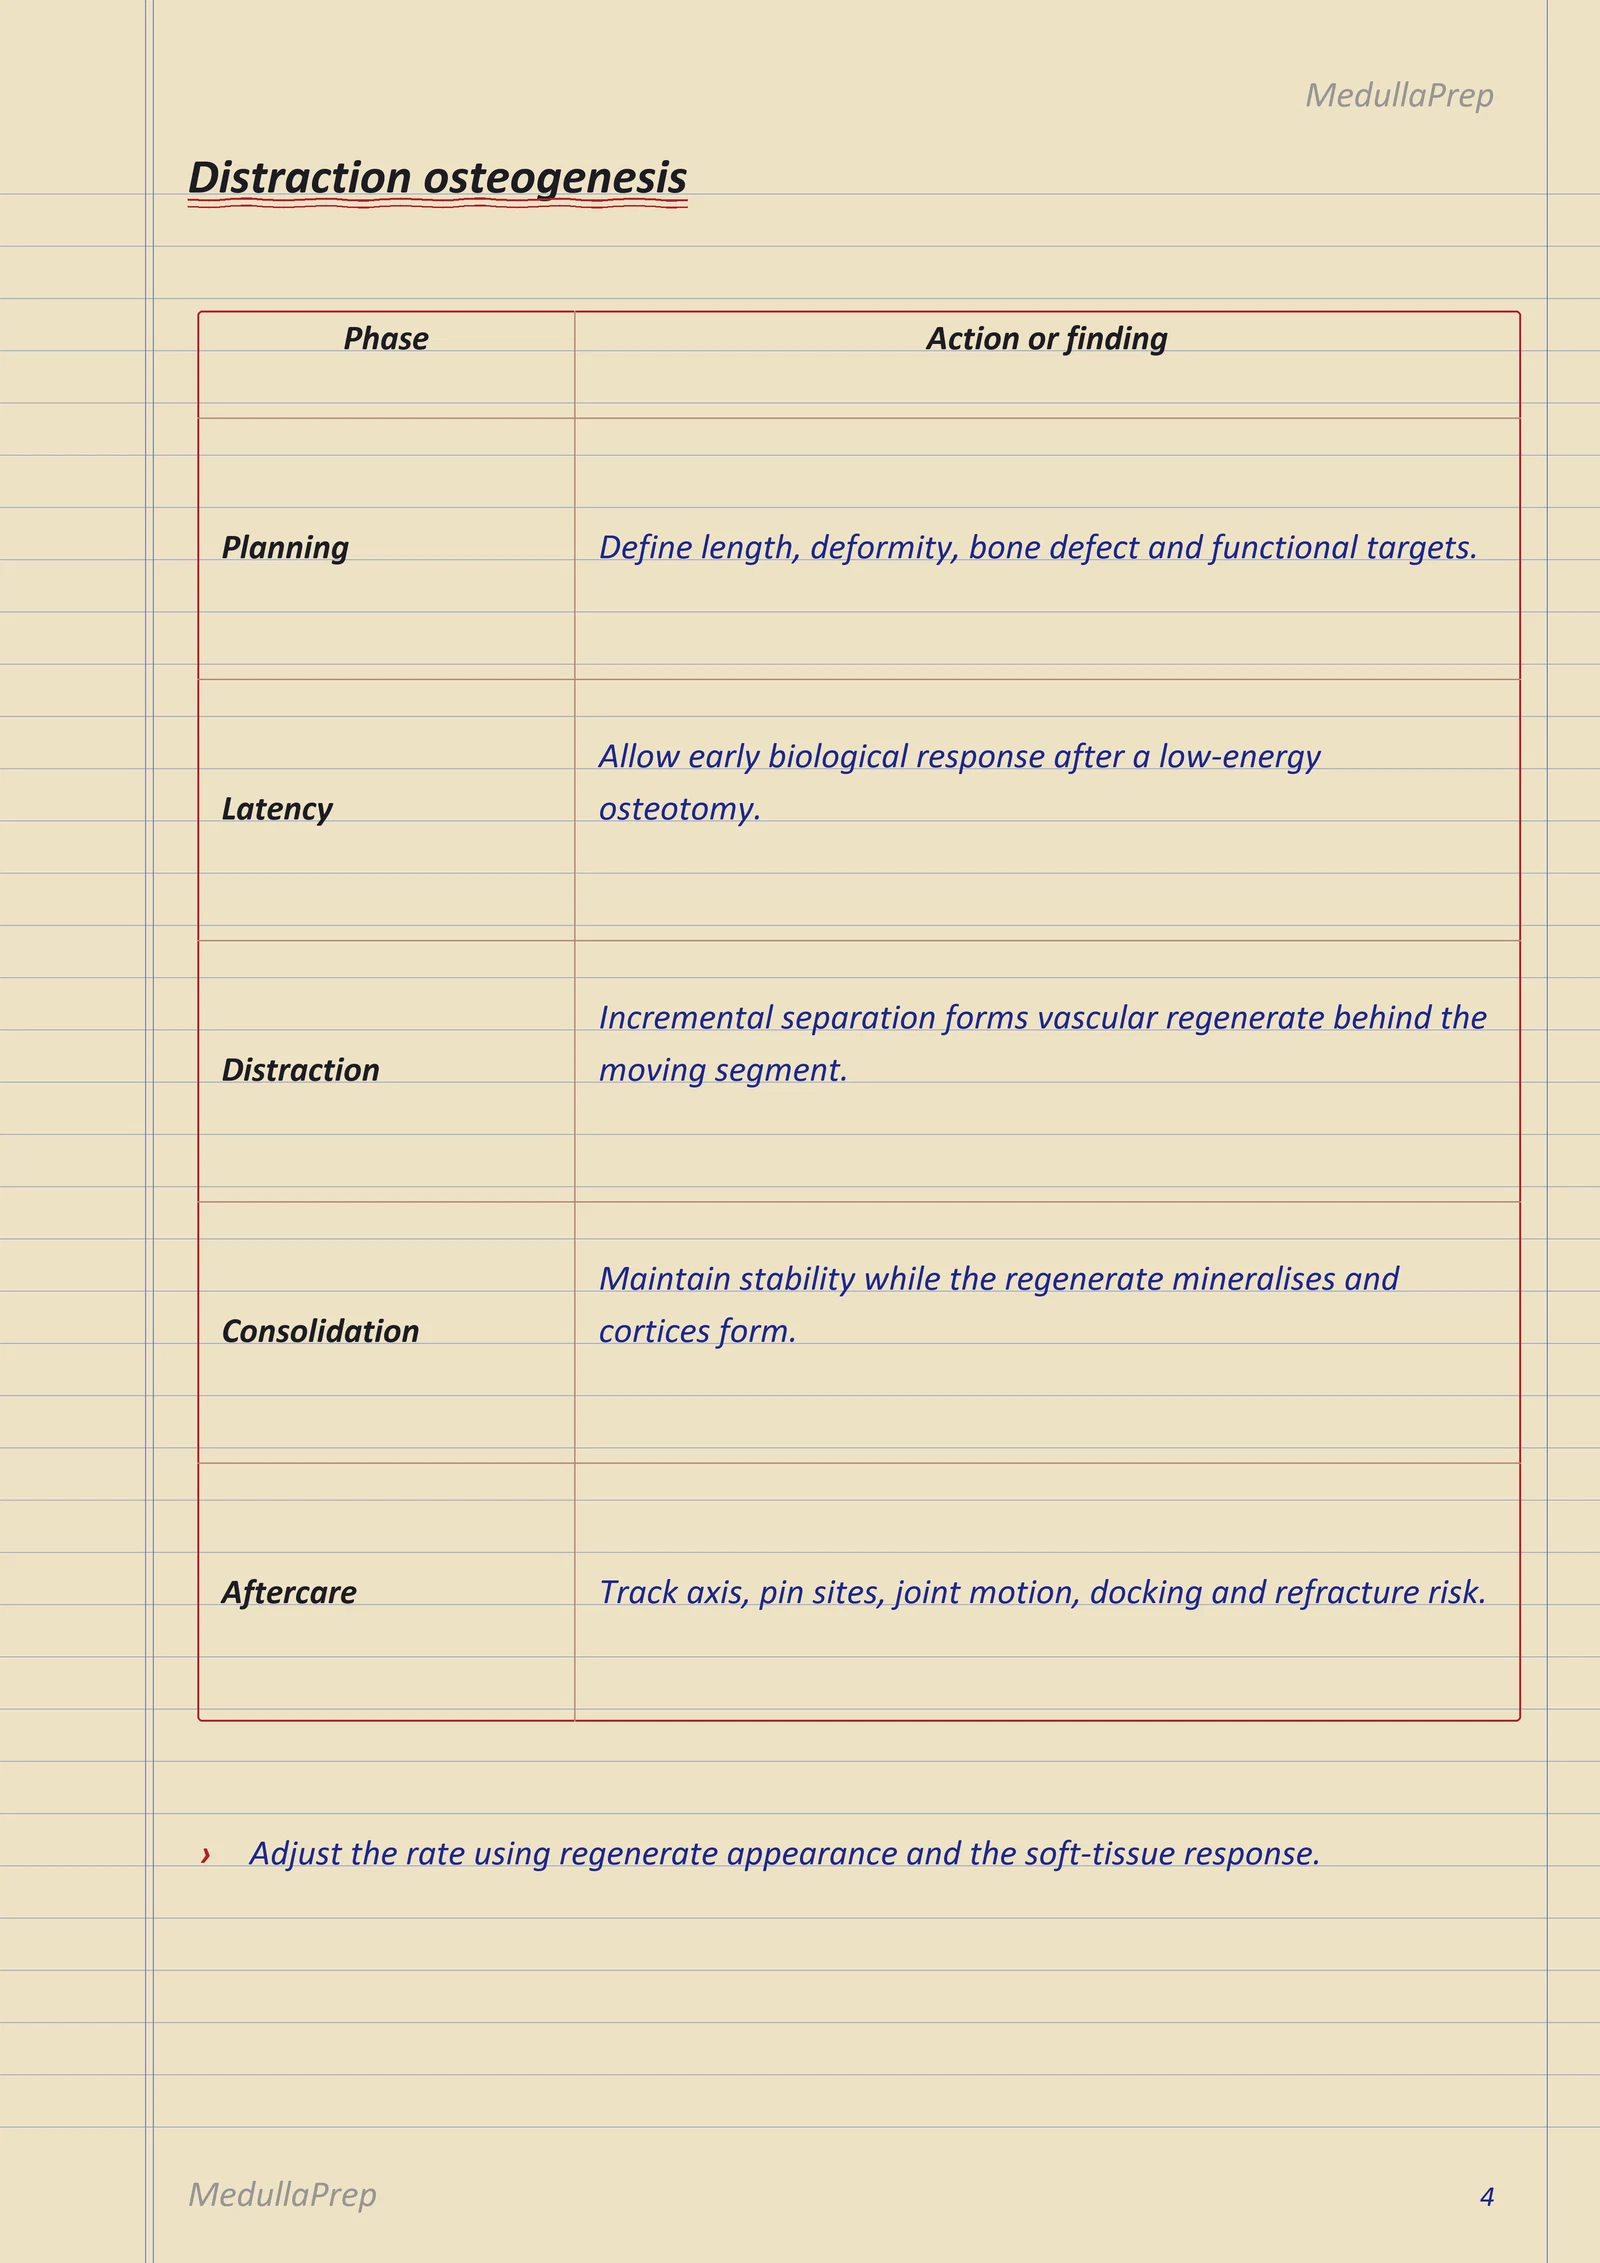 MedullaPrep
Distraction osteogenesis
Phase Action or finding
Planning Define length, deformity, bone defect and functional targets.
Allow early biological response after a low-energy
Latency osteotomy.
Incremental separation forms vascular regenerate behind the
Distraction moving segment.
Maintain stability while the regenerate mineralises and
Consolidation cortices form.
Aftercare Track axis, pin sites, joint motion, docking and refracture risk.
› Adjust the rate using regenerate appearance and the soft-tissue response.
MedullaPrep 4